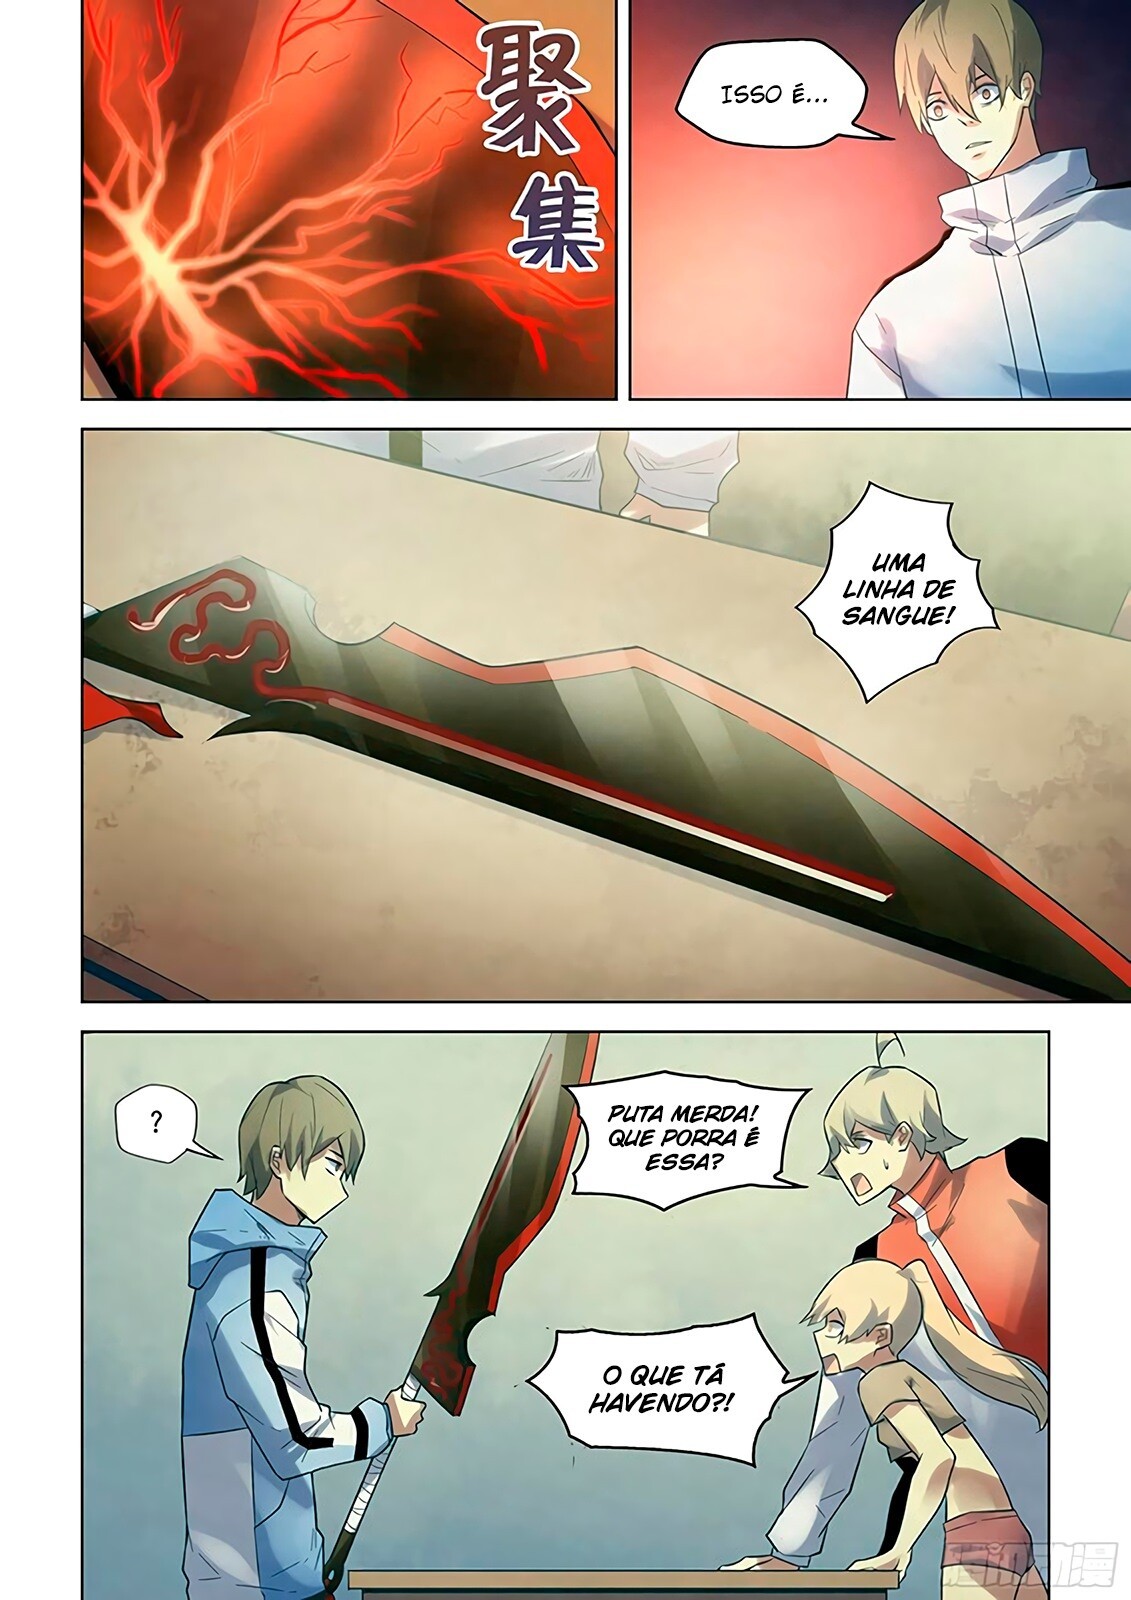 聚集
ISSO É...
UMA
LINHA DE
SANGUE!
?
PUTA MERDA!
QUE PORRA É
ESSA?
O QUE TÁ
HAVENDO?!